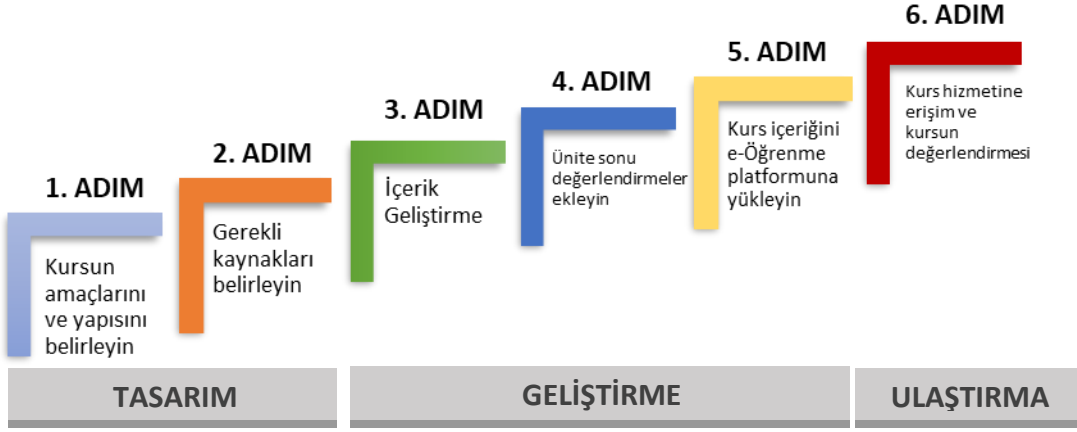 1. ADIM
Kursun
amaçlarını
ve yapısını
belirleyin
2. ADIM
Gerekli
kaynakları
belirleyin
3. ADIM
İçerik
Geliştirme
4. ADIM
Ünite sonu
değerlendirmeler
ekleyin
5. ADIM
Kurs içeriğini
e-Öğrenme
platformuna
yükleyin
6. ADIM
Kurs hizmetine
erişim ve
kursun
değerlendirmesi
TASARIM
GELİŞTİRME
ULAŞTIRMA